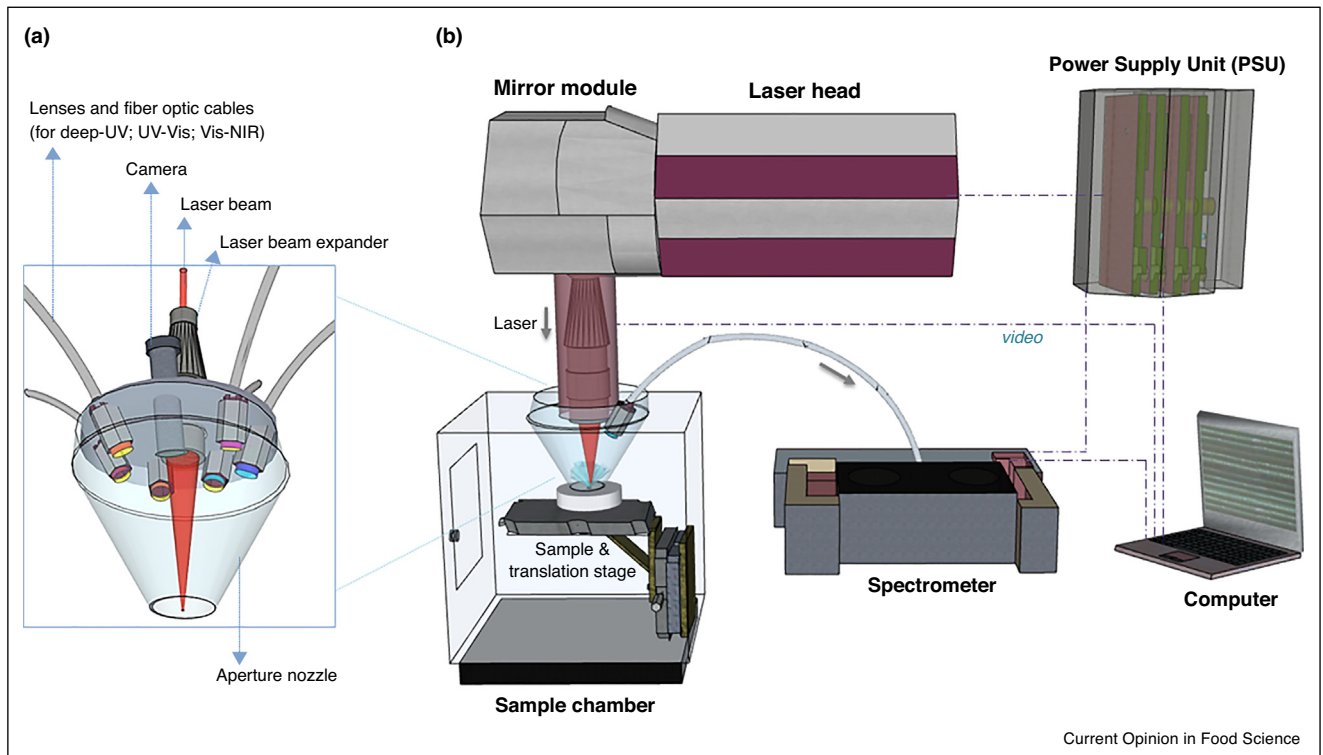 (a)
Lenses and fiber optic cables
(for deep-UV; UV-Vis; Vis-NIR)
Camera
Laser beam
Laser beam expander
Aperture nozzle
(b)
Mirror module
Laser head
Power Supply Unit (PSU)
Laser
video
Sample &
translation stage
Spectrometer
Computer
Sample chamber
Current Opinion in Food Science